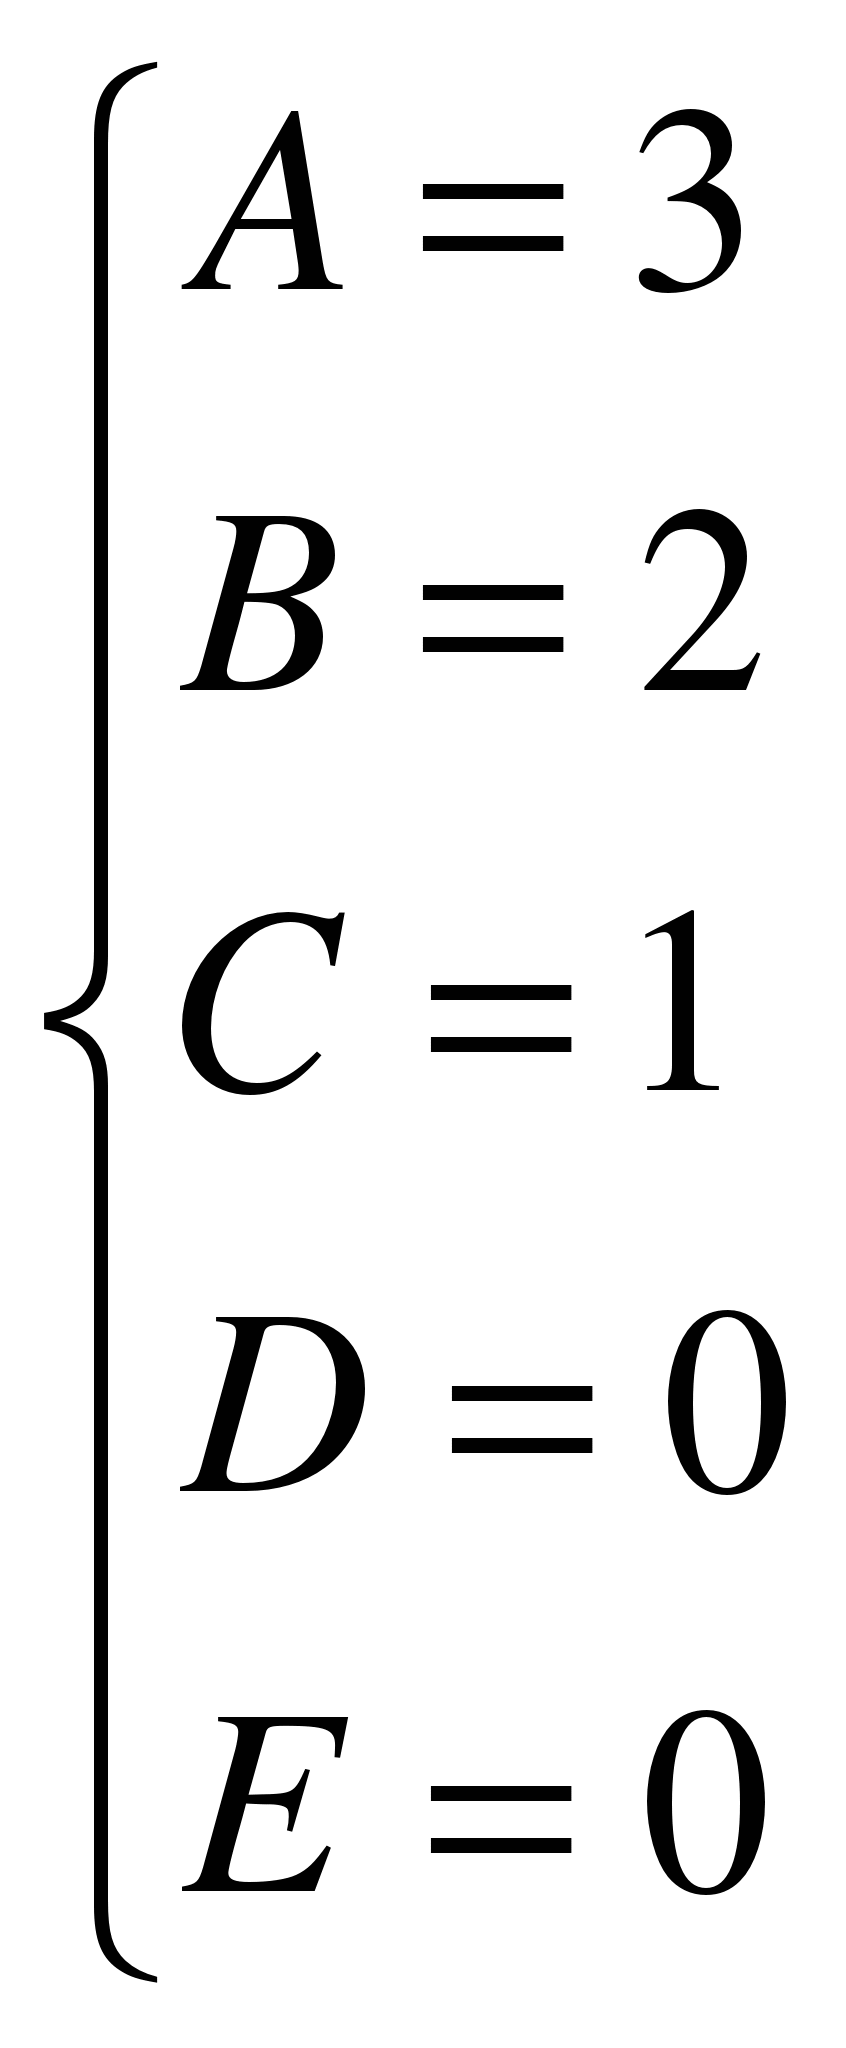 A = 3
B = 2
C = 1
D = 0
E = 0